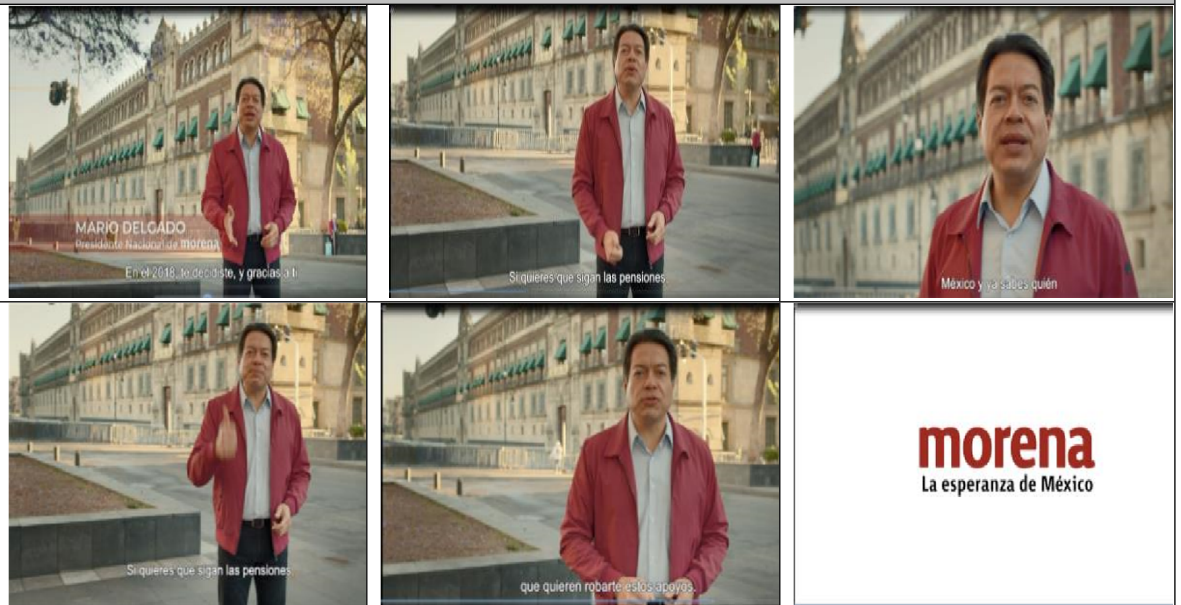 MARIO DELGADO
Presidente Nacional de morena
En el 2018, te decidiste, y gracias a ti
Si quieres que sigan las pensiones,
México y ya sabes quién
Si quieres que sigan las pensiones,
que quieren robarte estos apoyos.
morena
La esperanza de México